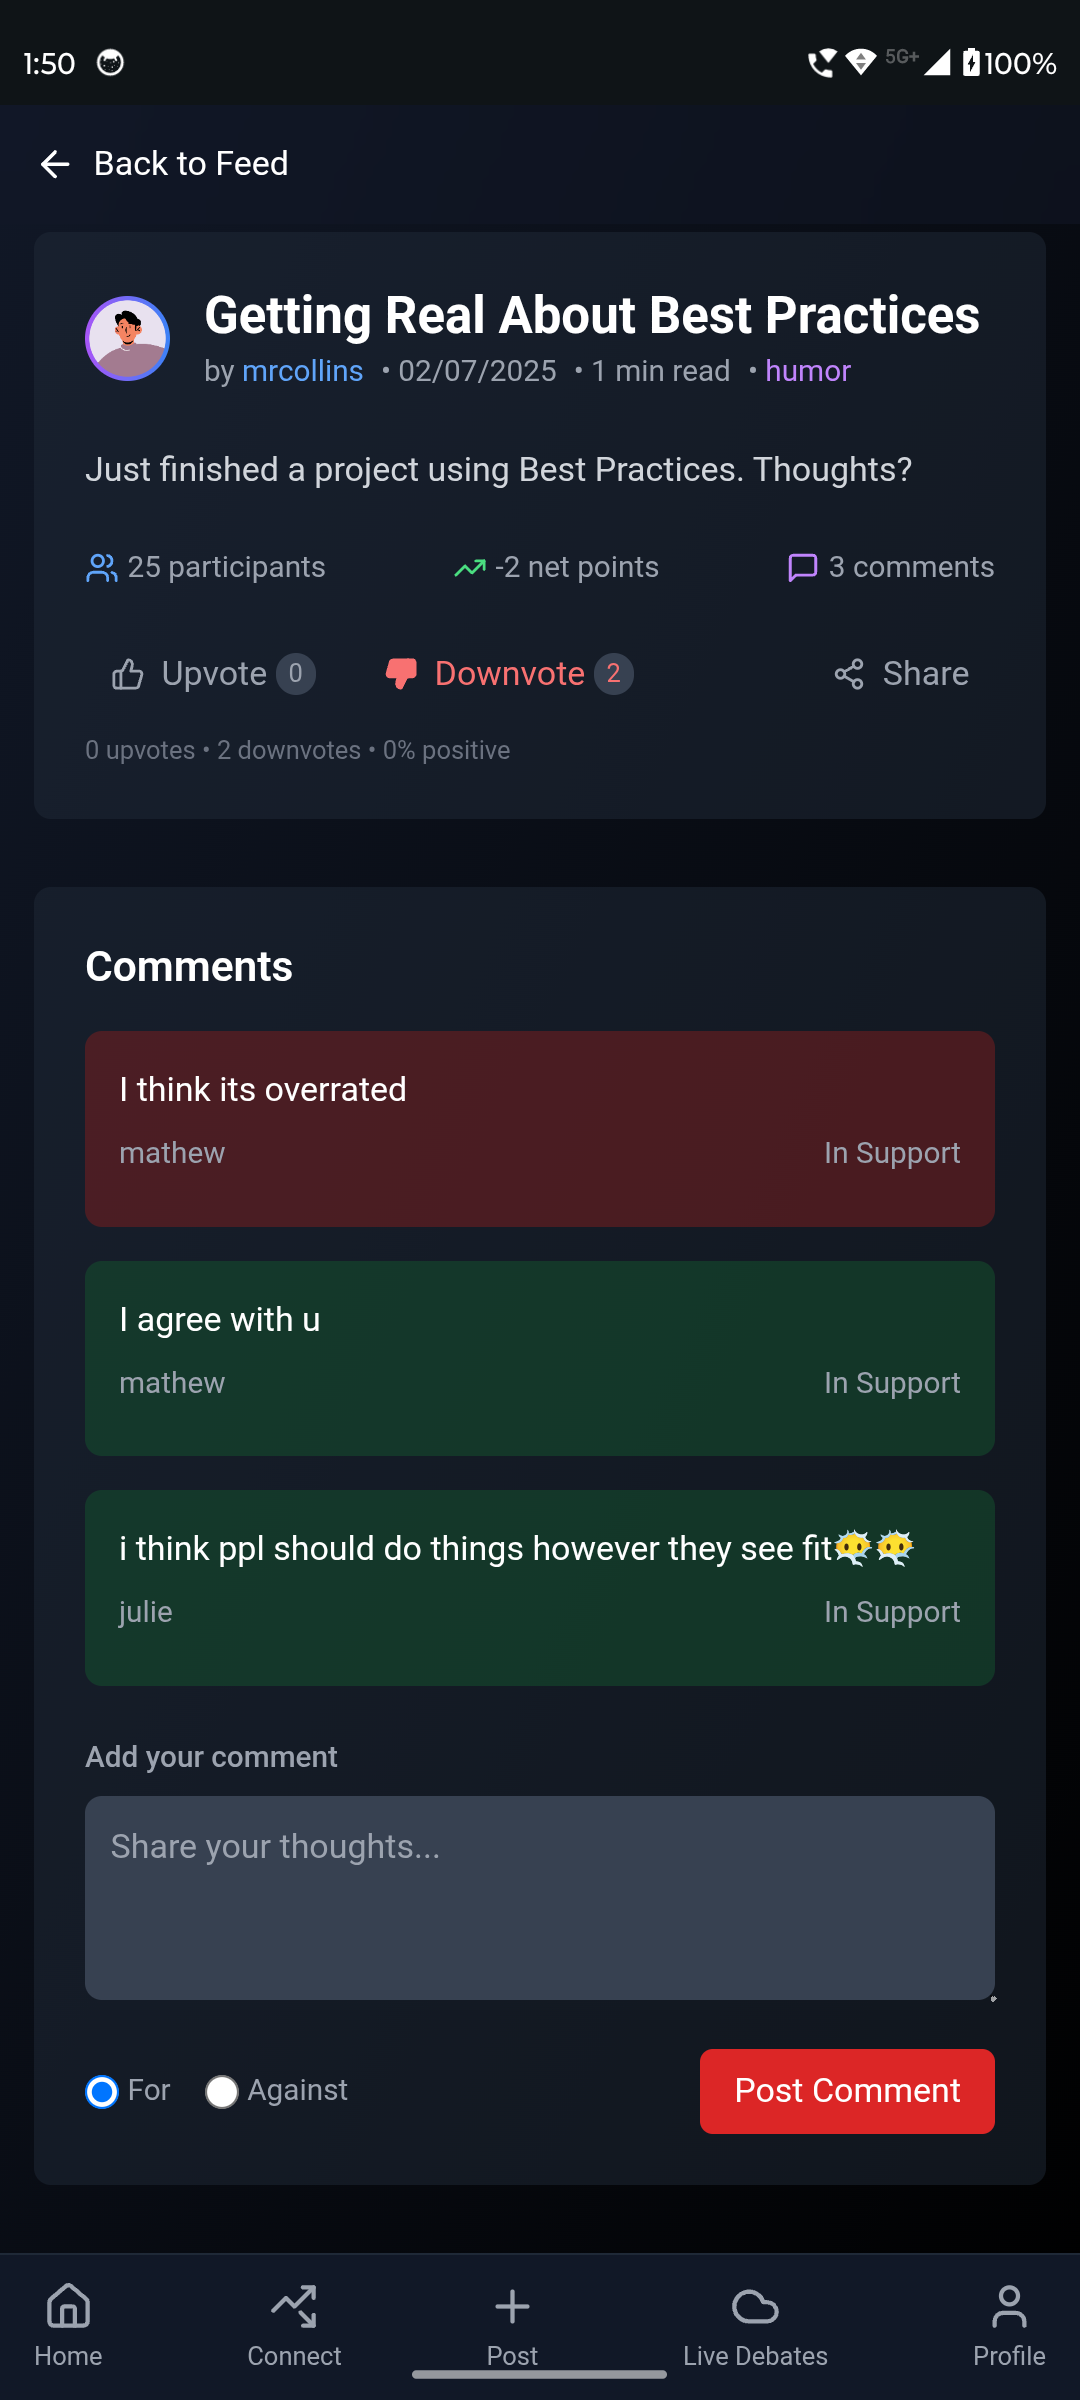 1:50 5G+ 100%
Back to Feed
Getting Real About Best Practices
by mrcollins • 02/07/2025 • 1 min read • humor
Just finished a project using Best Practices. Thoughts?
25 participants -2 net points 3 comments
Upvote 0 Downvote 2 Share
0 upvotes • 2 downvotes • 0% positive
Comments
I think its overrated
mathew In Support
I agree with u
mathew In Support
i think ppl should do things however they see fit🐡🐡
julie In Support
Add your comment
Share your thoughts...
For Against Post Comment
Home Connect Post Live Debates Profile